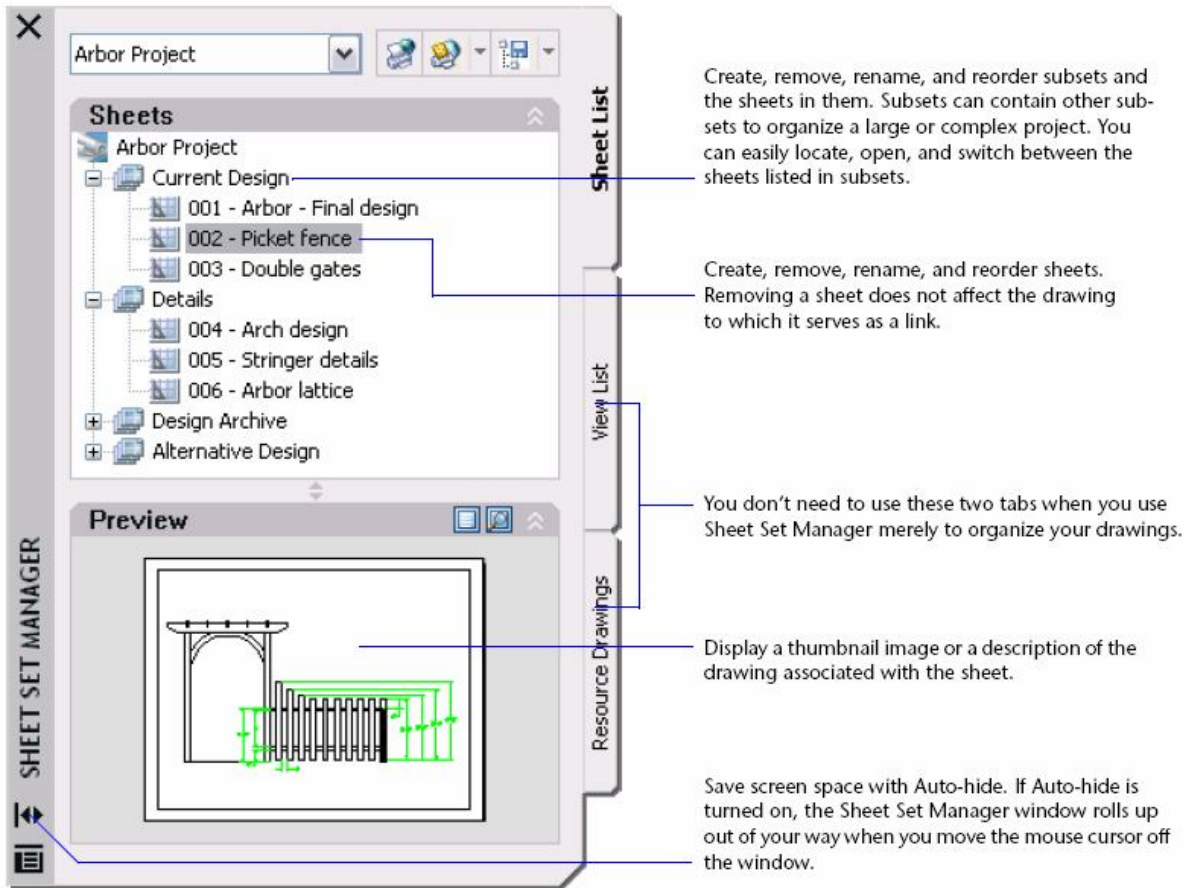 Arbor Project
Sheets
Arbor Project
Current Design
001 - Arbor - Final design
002 - Picket fence
003 - Double gates
Details
004 - Arch design
005 - Stringer details
006 - Arbor lattice
Design Archive
Alternative Design
Preview
SHEET SET MANAGER
Sheet List
View List
Resource Drawings
Create, remove, rename, and reorder subsets and
the sheets in them. Subsets can contain other sub-
sets to organize a large or complex project. You
can easily locate, open, and switch between the
sheets listed in subsets.
Create, remove, rename, and reorder sheets.
Removing a sheet does not affect the drawing
to which it serves as a link.
You don't need to use these two tabs when you use
Sheet Set Manager merely to organize your drawings.
Display a thumbnail image or a description of the
drawing associated with the sheet.
Save screen space with Auto-hide. If Auto-hide is
turned on, the Sheet Set Manager window rolls up
out of your way when you move the mouse cursor off
the window.